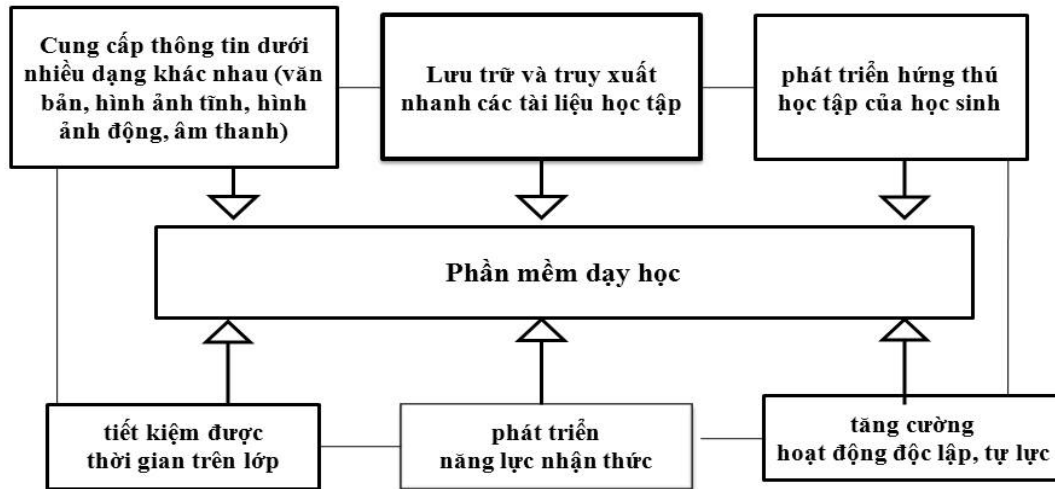 Cung cấp thông tin dưới
nhiều dạng khác nhau (văn
bản, hình ảnh tĩnh, hình
ảnh động, âm thanh)
Lưu trữ và truy xuất
nhanh các tài liệu học tập
phát triển hứng thú
học tập của học sinh
Phần mềm dạy học
tiết kiệm được
thời gian trên lớp
phát triển
năng lực nhận thức
tăng cường
hoạt động độc lập, tự lực